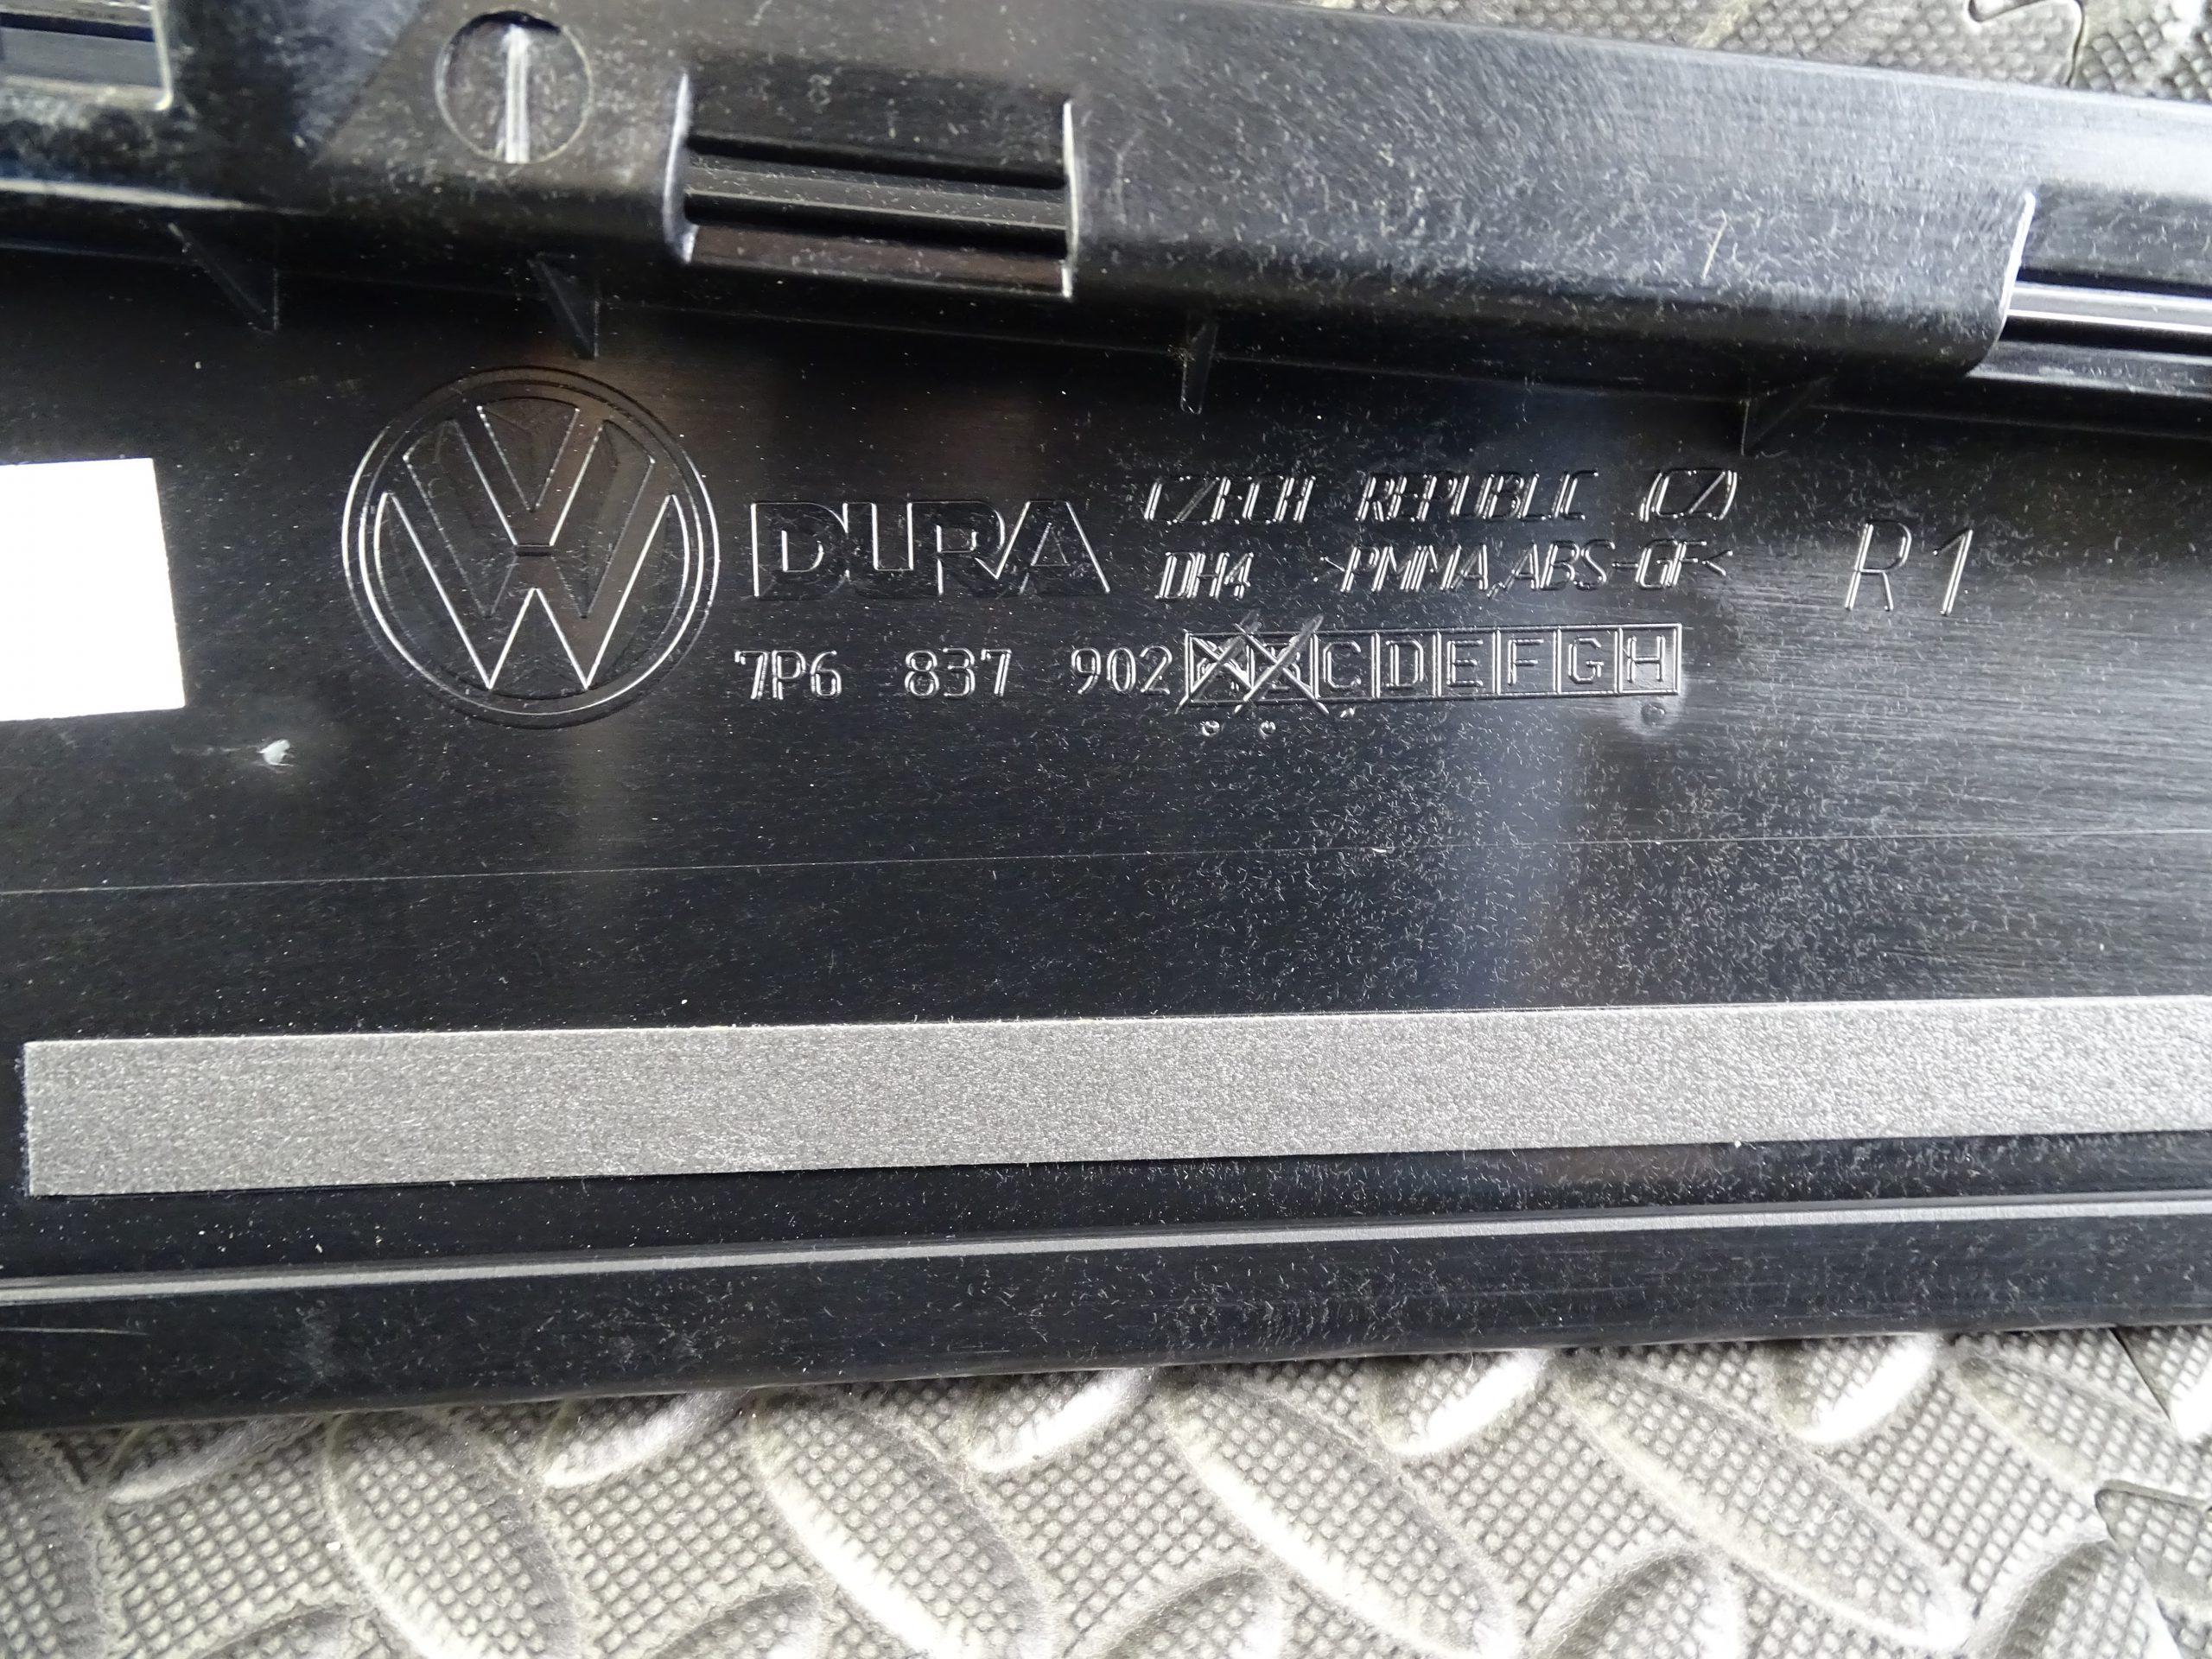 DURA
CZECH REPUBLIC (CZ)
DH4 >PMMA,ABS-GF<
R1
7P6 837 902 A B C D E F G H